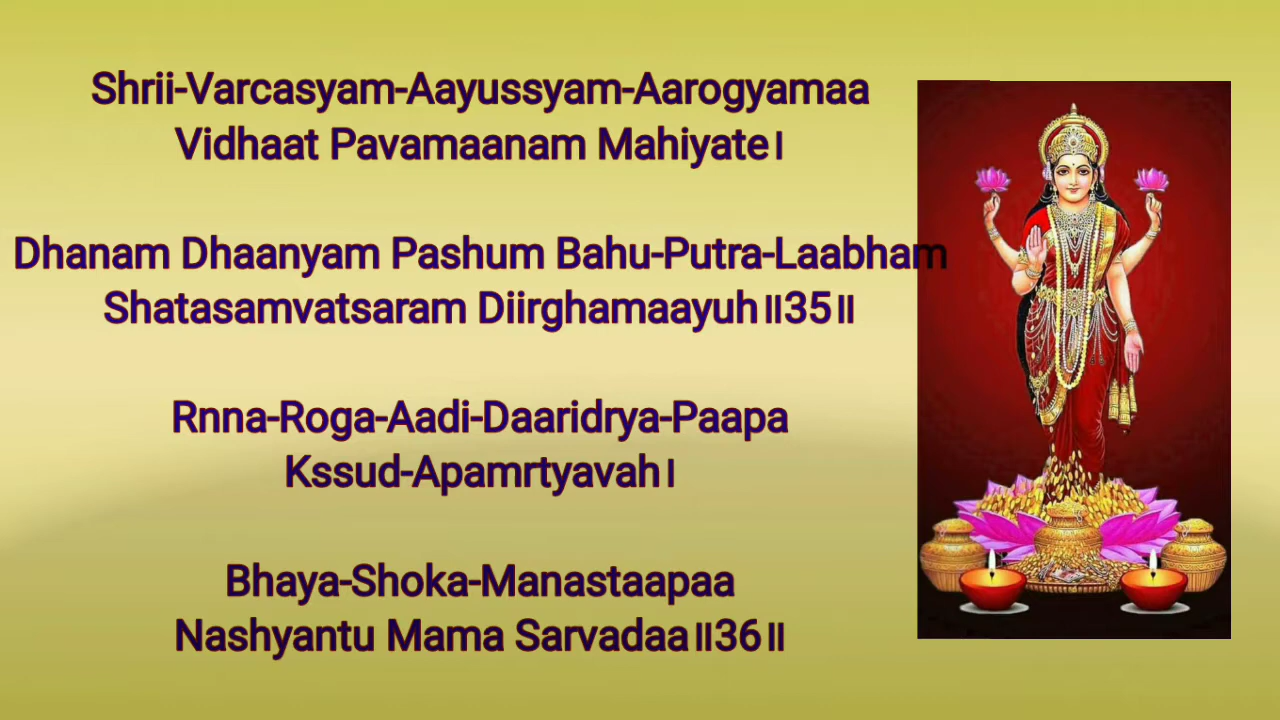 Shrii-Varcasyam-Aayussyam-Aarogyamaa
Vidhaat Pavamaanam Mahiyate।
Dhanam Dhaanyam Pashum Bahu-Putra-Laabham
Shatasamvatsaram Diirghamaayuh॥35॥
Rnna-Roga-Aadi-Daaridrya-Paapa
Kssud-Apamrtyavah।
Bhaya-Shoka-Manastaapaa
Nashyantu Mama Sarvadaa॥36॥